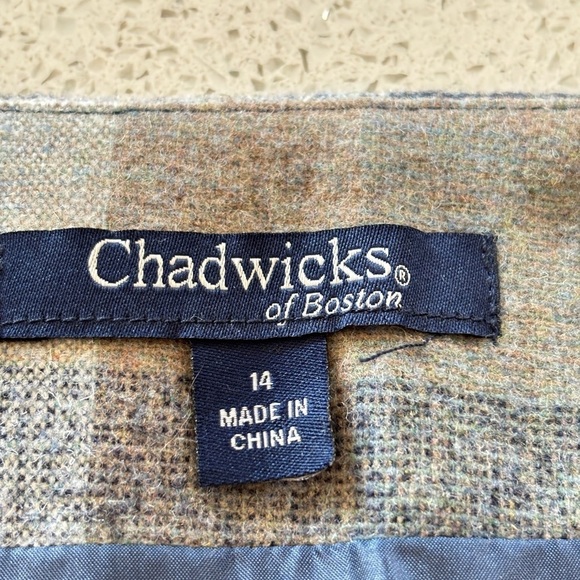 Chadwicks®
of Boston
14
MADE IN
CHINA